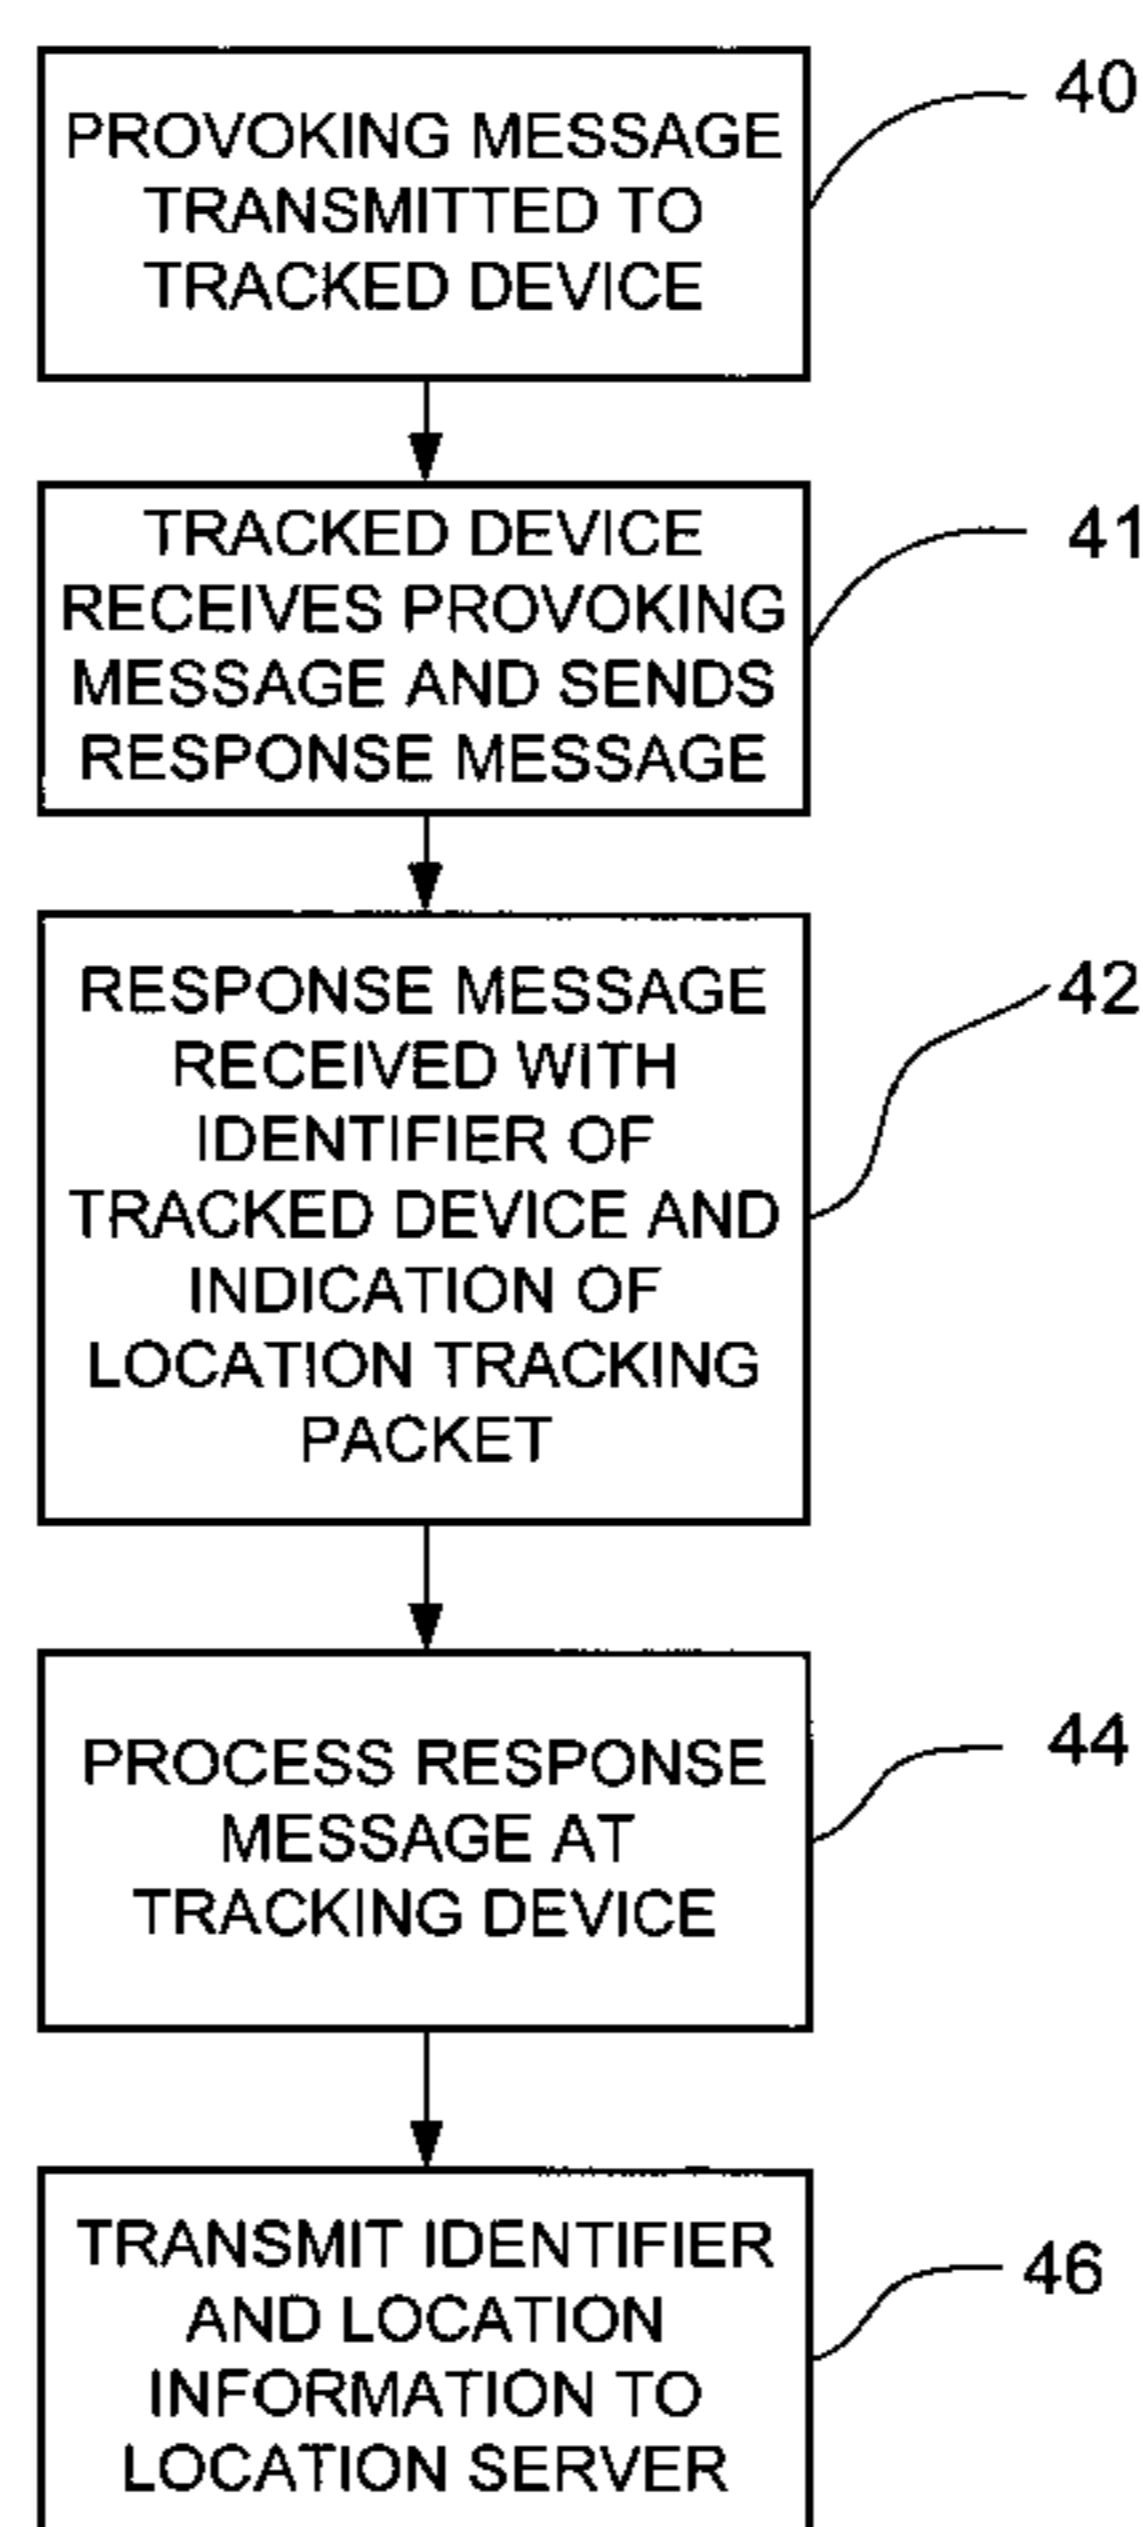 PROVOKING MESSAGE
TRANSMITTED TO
TRACKED DEVICE
40
TRACKED DEVICE
RECEIVES PROVOKING
MESSAGE AND SENDS
RESPONSE MESSAGE
41
RESPONSE MESSAGE
RECEIVED WITH
IDENTIFIER OF
TRACKED DEVICE AND
INDICATION OF
LOCATION TRACKING
PACKET
42
PROCESS RESPONSE
MESSAGE AT
TRACKING DEVICE
44
TRANSMIT IDENTIFIER
AND LOCATION
INFORMATION TO
LOCATION SERVER
46